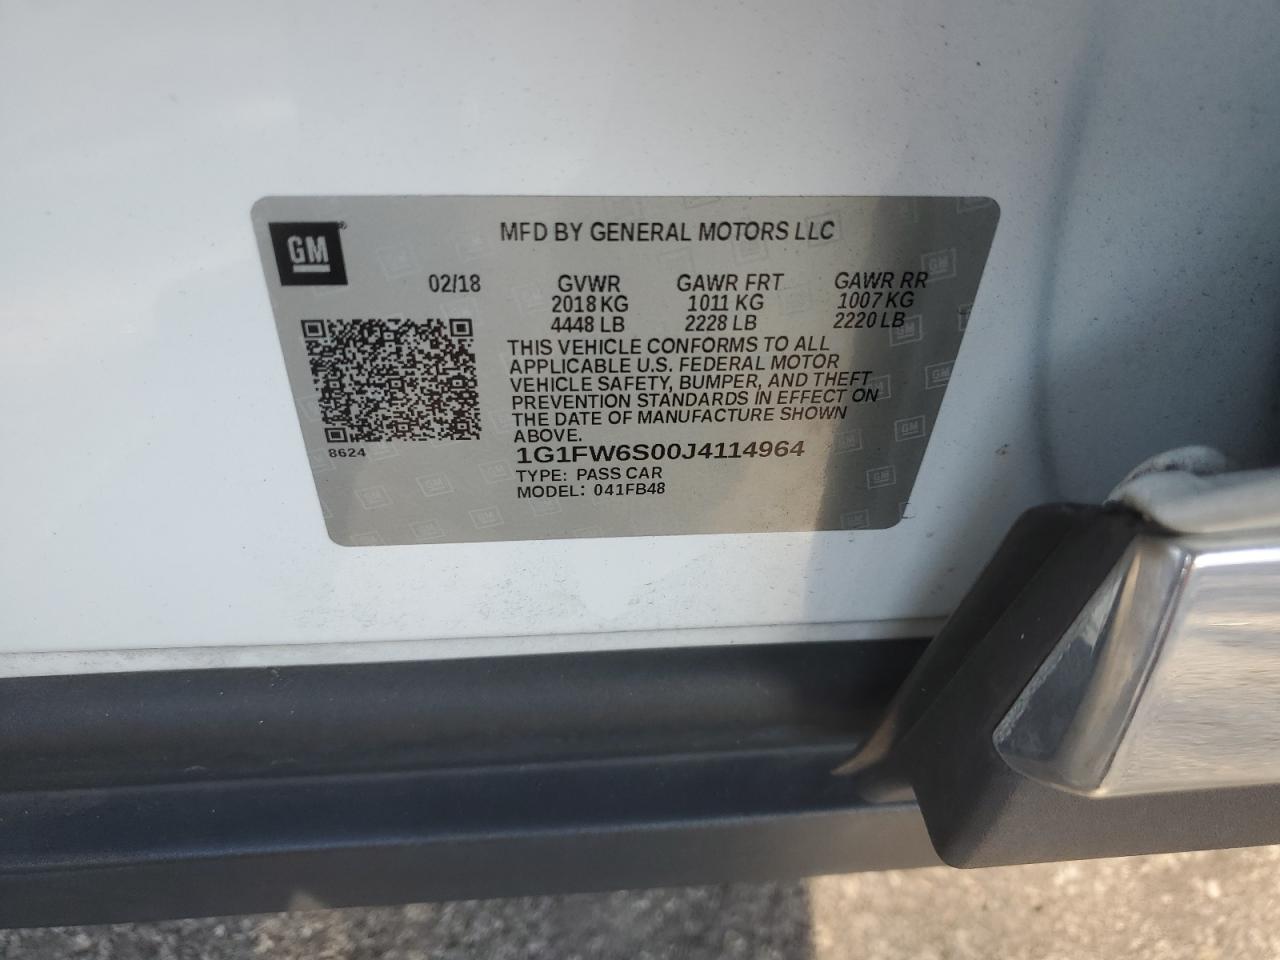 GM
MFD BY GENERAL MOTORS LLC
02/18 GVWR GAWR FRT GAWR RR
2018 KG 1011 KG 1007 KG
4448 LB 2228 LB 2220 LB
THIS VEHICLE CONFORMS TO ALL
APPLICABLE U.S. FEDERAL MOTOR
VEHICLE SAFETY, BUMPER, AND THEFT
PREVENTION STANDARDS IN EFFECT ON
THE DATE OF MANUFACTURE SHOWN
ABOVE.
8624
1G1FW6S00J4114964
TYPE: PASS CAR
MODEL: 041FB48